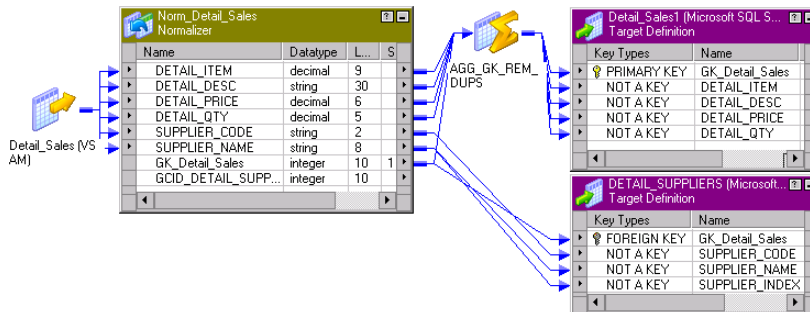 Detail_Sales (VS
AM)
Norm_Detail_Sales
Normalizer
Name Datatype L... S
DETAIL_ITEM decimal 9
DETAIL_DESC string 30
DETAIL_PRICE decimal 6
DETAIL_QTY decimal 5
SUPPLIER_CODE string 2
SUPPLIER_NAME string 8
GK_Detail_Sales integer 10 1
GCID_DETAIL_SUPP... integer 10
AGG_GK_REM_
DUPS
Detail_Sales1 (Microsoft SQL S...
Target Definition
Key Types Name
PRIMARY KEY GK_Detail_Sales
NOT A KEY DETAIL_ITEM
NOT A KEY DETAIL_DESC
NOT A KEY DETAIL_PRICE
NOT A KEY DETAIL_QTY
DETAIL_SUPPLIERS (Microsoft...
Target Definition
Key Types Name
FOREIGN KEY GK_Detail_Sales
NOT A KEY SUPPLIER_CODE
NOT A KEY SUPPLIER_NAME
NOT A KEY SUPPLIER_INDEX